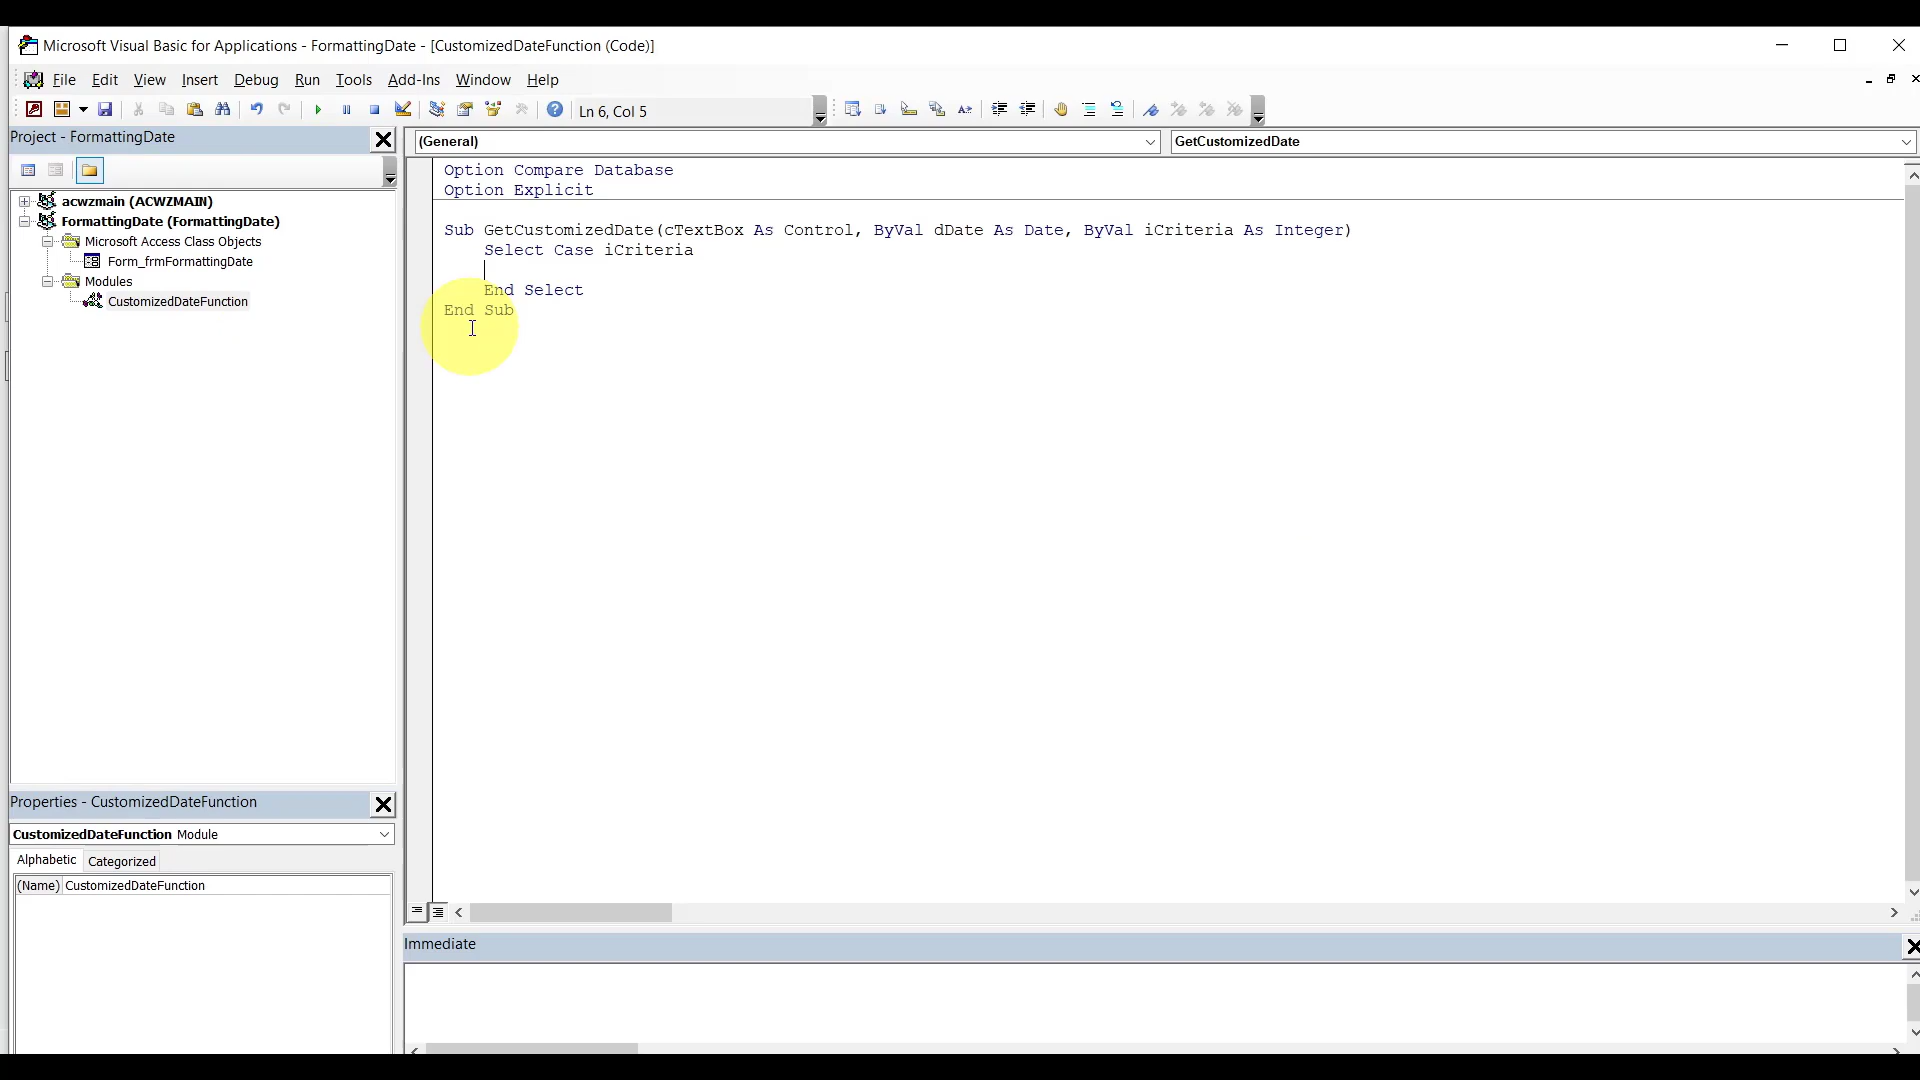 Microsoft Visual Basic for Applications - FormattingDate - [CustomizedDateFunction (Code)]
File Edit View Insert Debug Run Tools Add-Ins Window Help
Ln 6, Col 5
Project - FormattingDate
(General)
GetCustomizedDate
acwzmain (ACWZMAIN)
FormattingDate (FormattingDate)
Microsoft Access Class Objects
Form_frmFormattingDate
Modules
CustomizedDateFunction
Option Compare Database
Option Explicit
Sub GetCustomizedDate(cTextBox As Control, ByVal dDate As Date, ByVal iCriteria As Integer)
Select Case iCriteria
End Select
End Sub
Properties - CustomizedDateFunction
CustomizedDateFunction Module
Alphabetic Categorized
(Name) CustomizedDateFunction
Immediate